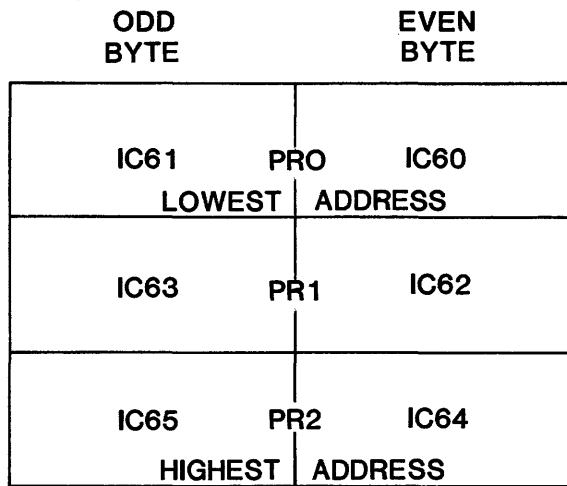 ODD BYTE EVEN BYTE
IC61 PRO IC60
LOWEST ADDRESS
IC63 PR1 IC62
IC65 PR2 IC64
HIGHEST ADDRESS